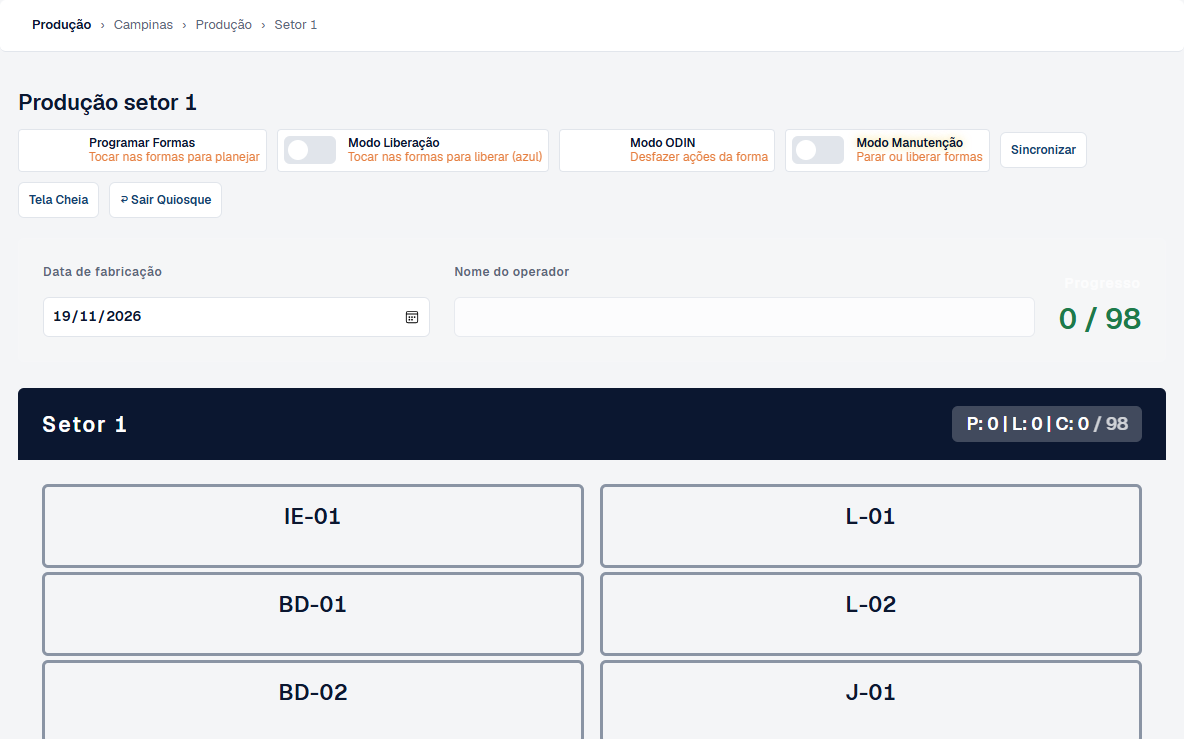 Produção › Campinas › Produção › Setor 1
Produção setor 1
Programar Formas
Tocar nas formas para planejar
Modo Liberação
Tocar nas formas para liberar (azul)
Modo ODIN
Desfazer ações da forma
Modo Manutenção
Parar ou liberar formas
Sincronizar
Tela Cheia
Sair Quiosque
Data de fabricação
Nome do operador
Progresso
19/11/2026
0 / 98
Setor 1
P: 0 | L: 0 | C: 0 / 98
IE-01
L-01
BD-01
L-02
BD-02
J-01